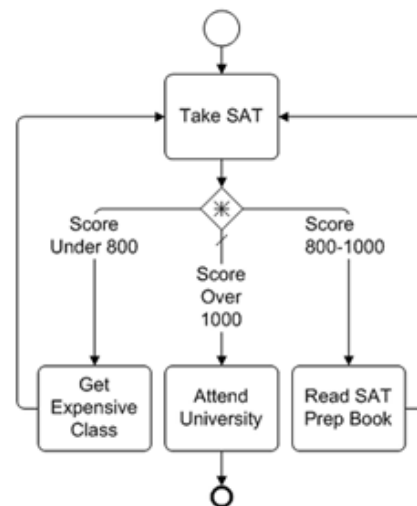 Take SAT
Score
Under 800
Score
Over
1000
Score
800-1000
Get
Expensive
Class
Attend
University
Read SAT
Prep Book